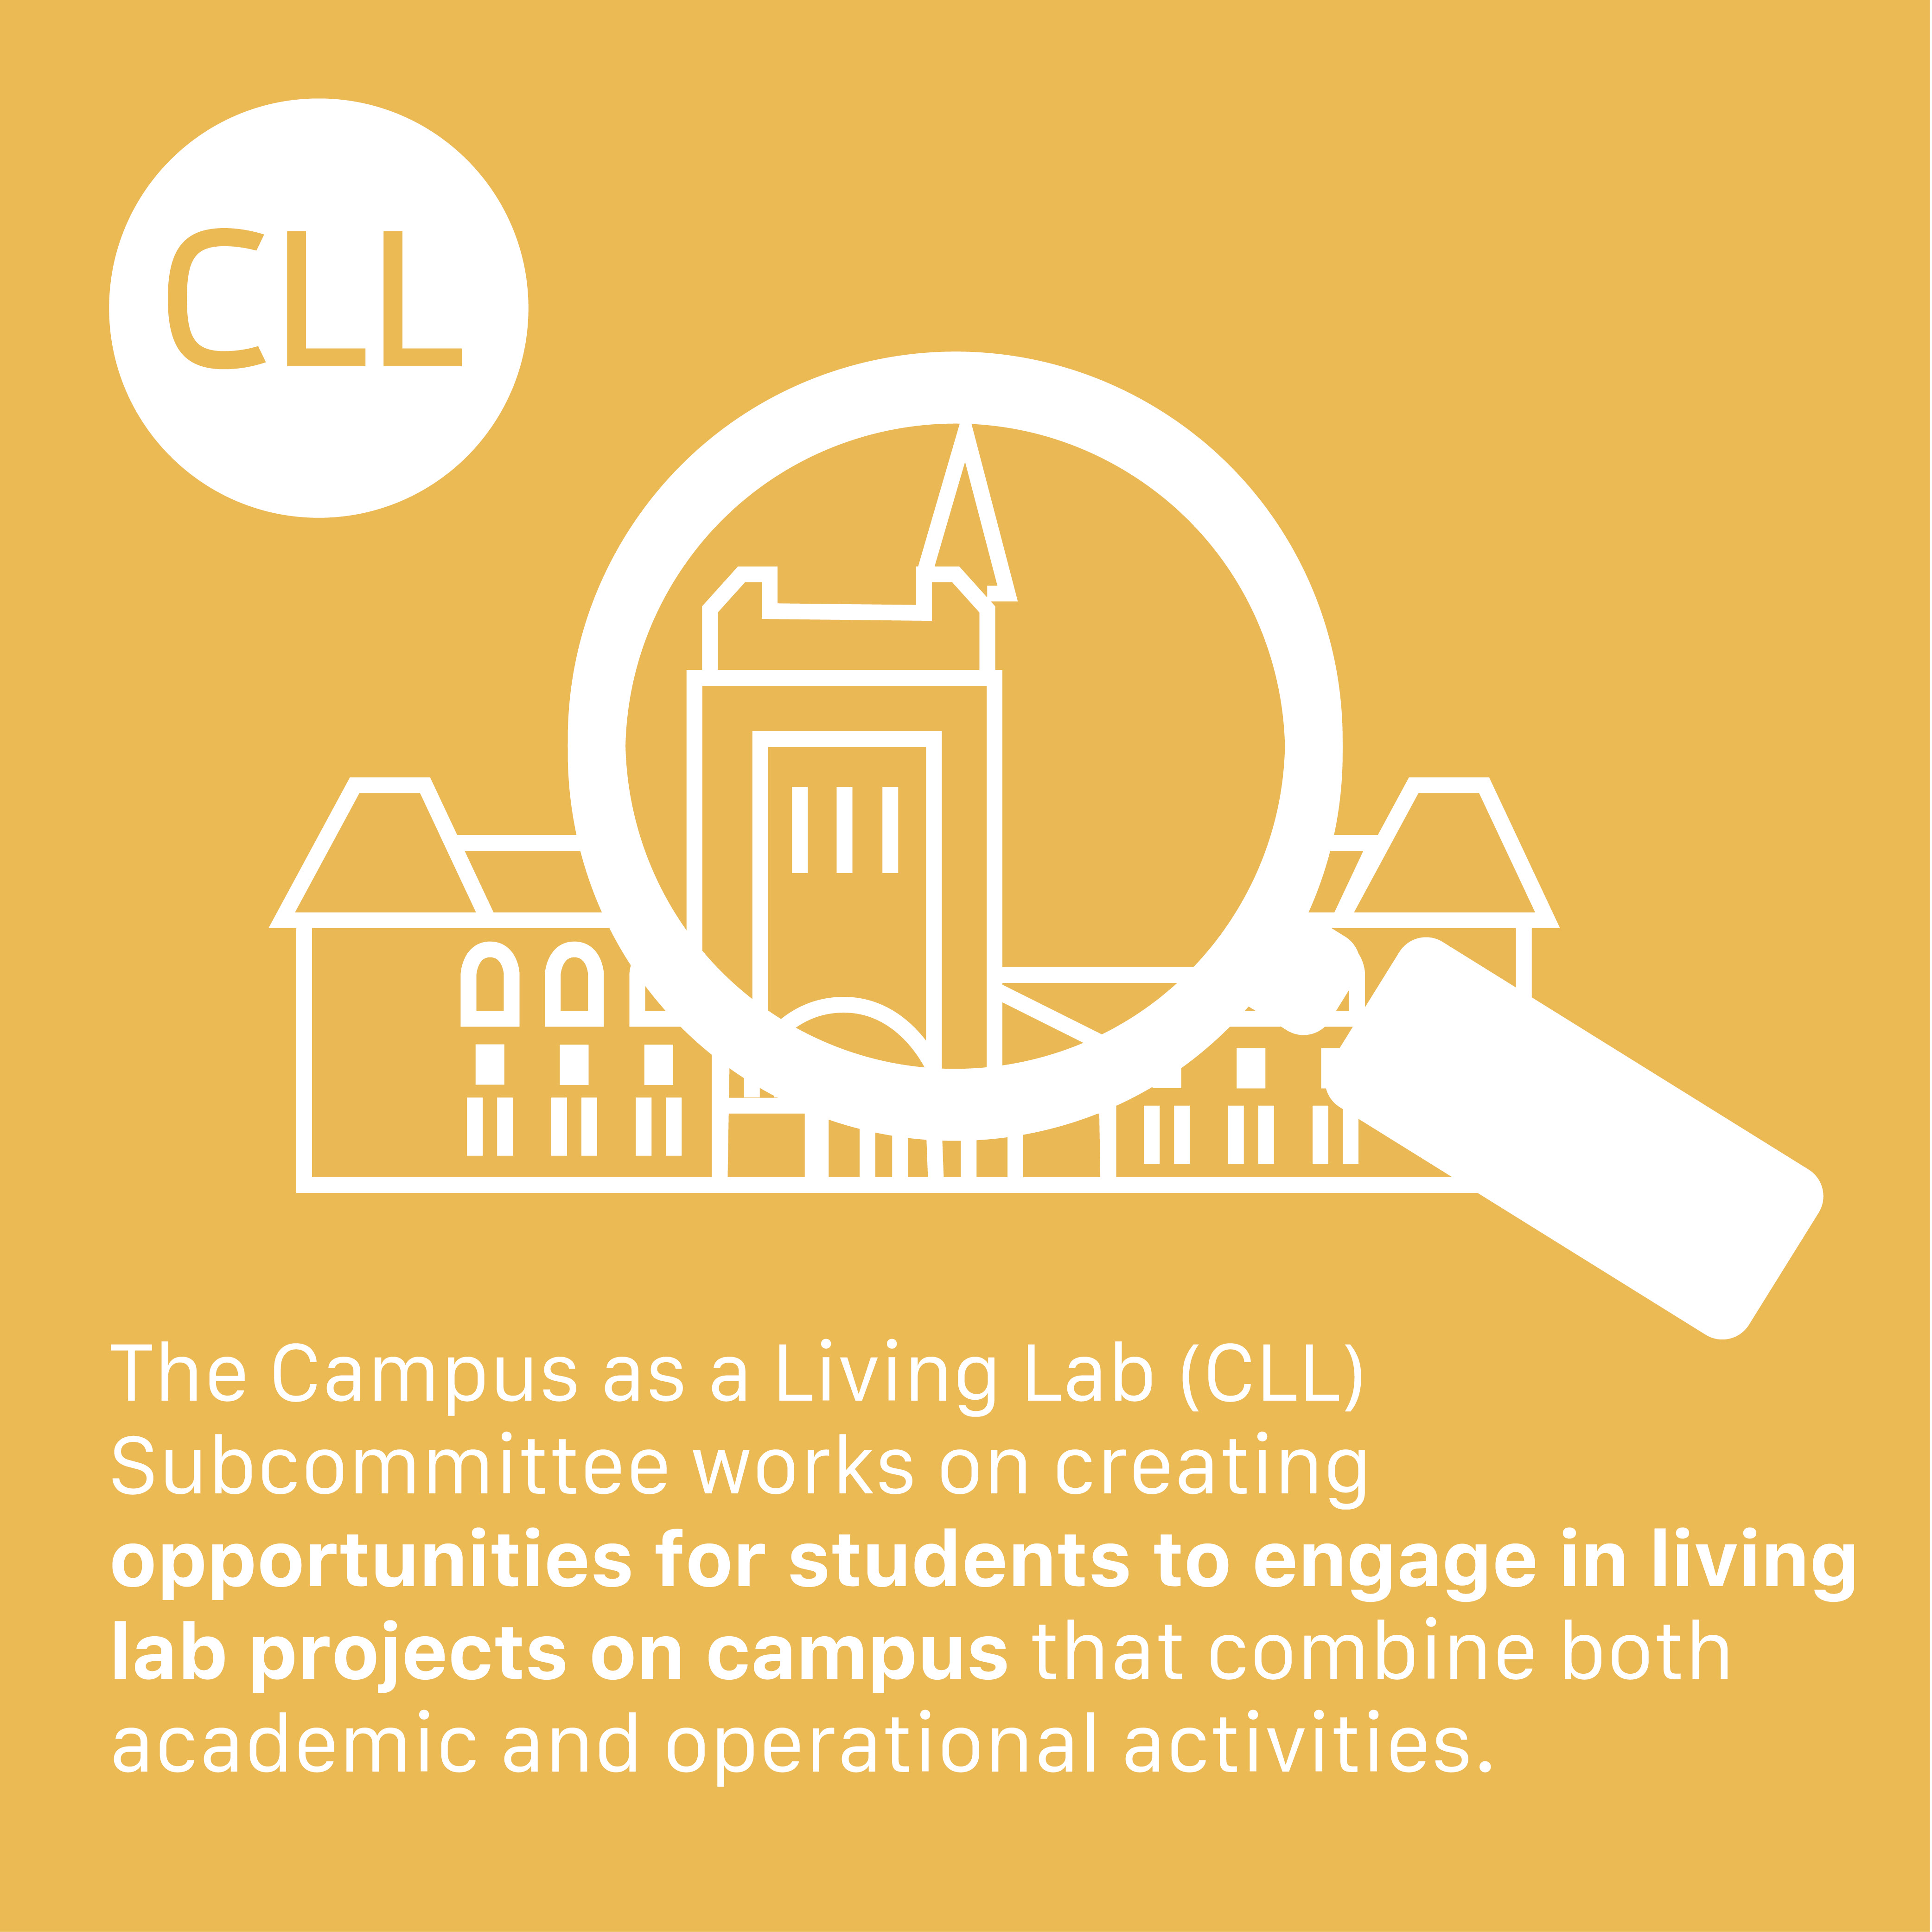 CLL
The Campus as a Living Lab (CLL)
Subcommittee works on creating
opportunities for students to engage in living
lab projects on campus that combine both
academic and operational activities.